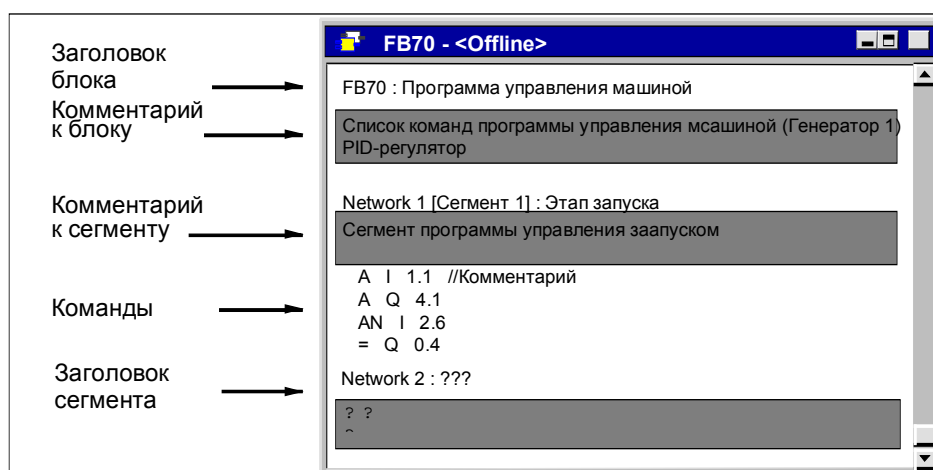 Заголовок
блока
Комментарий
к блоку
Комментарий
к сегменту
Команды
Заголовок
сегмента
FB70 - <Offline>
FB70 : Программа управления машиной
Список команд программы управления мсашиной (Генератор 1)
PID-регулятор
Network 1 [Сегмент 1] : Этап запуска
Сегмент программы управления заапуском
A I 1.1 //Комментарий
A Q 4.1
AN I 2.6
= Q 0.4
Network 2 : ???
? ?